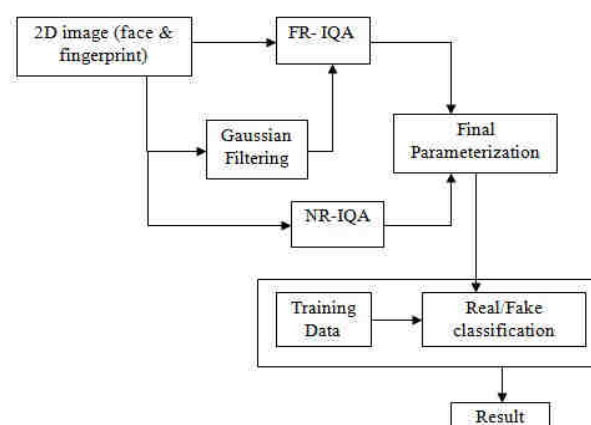 2D image (face &
fingerprint)
FR- IQA
Gaussian
Filtering
Final
Parameterization
NR-IQA
Training
Data
Real/Fake
classification
Result